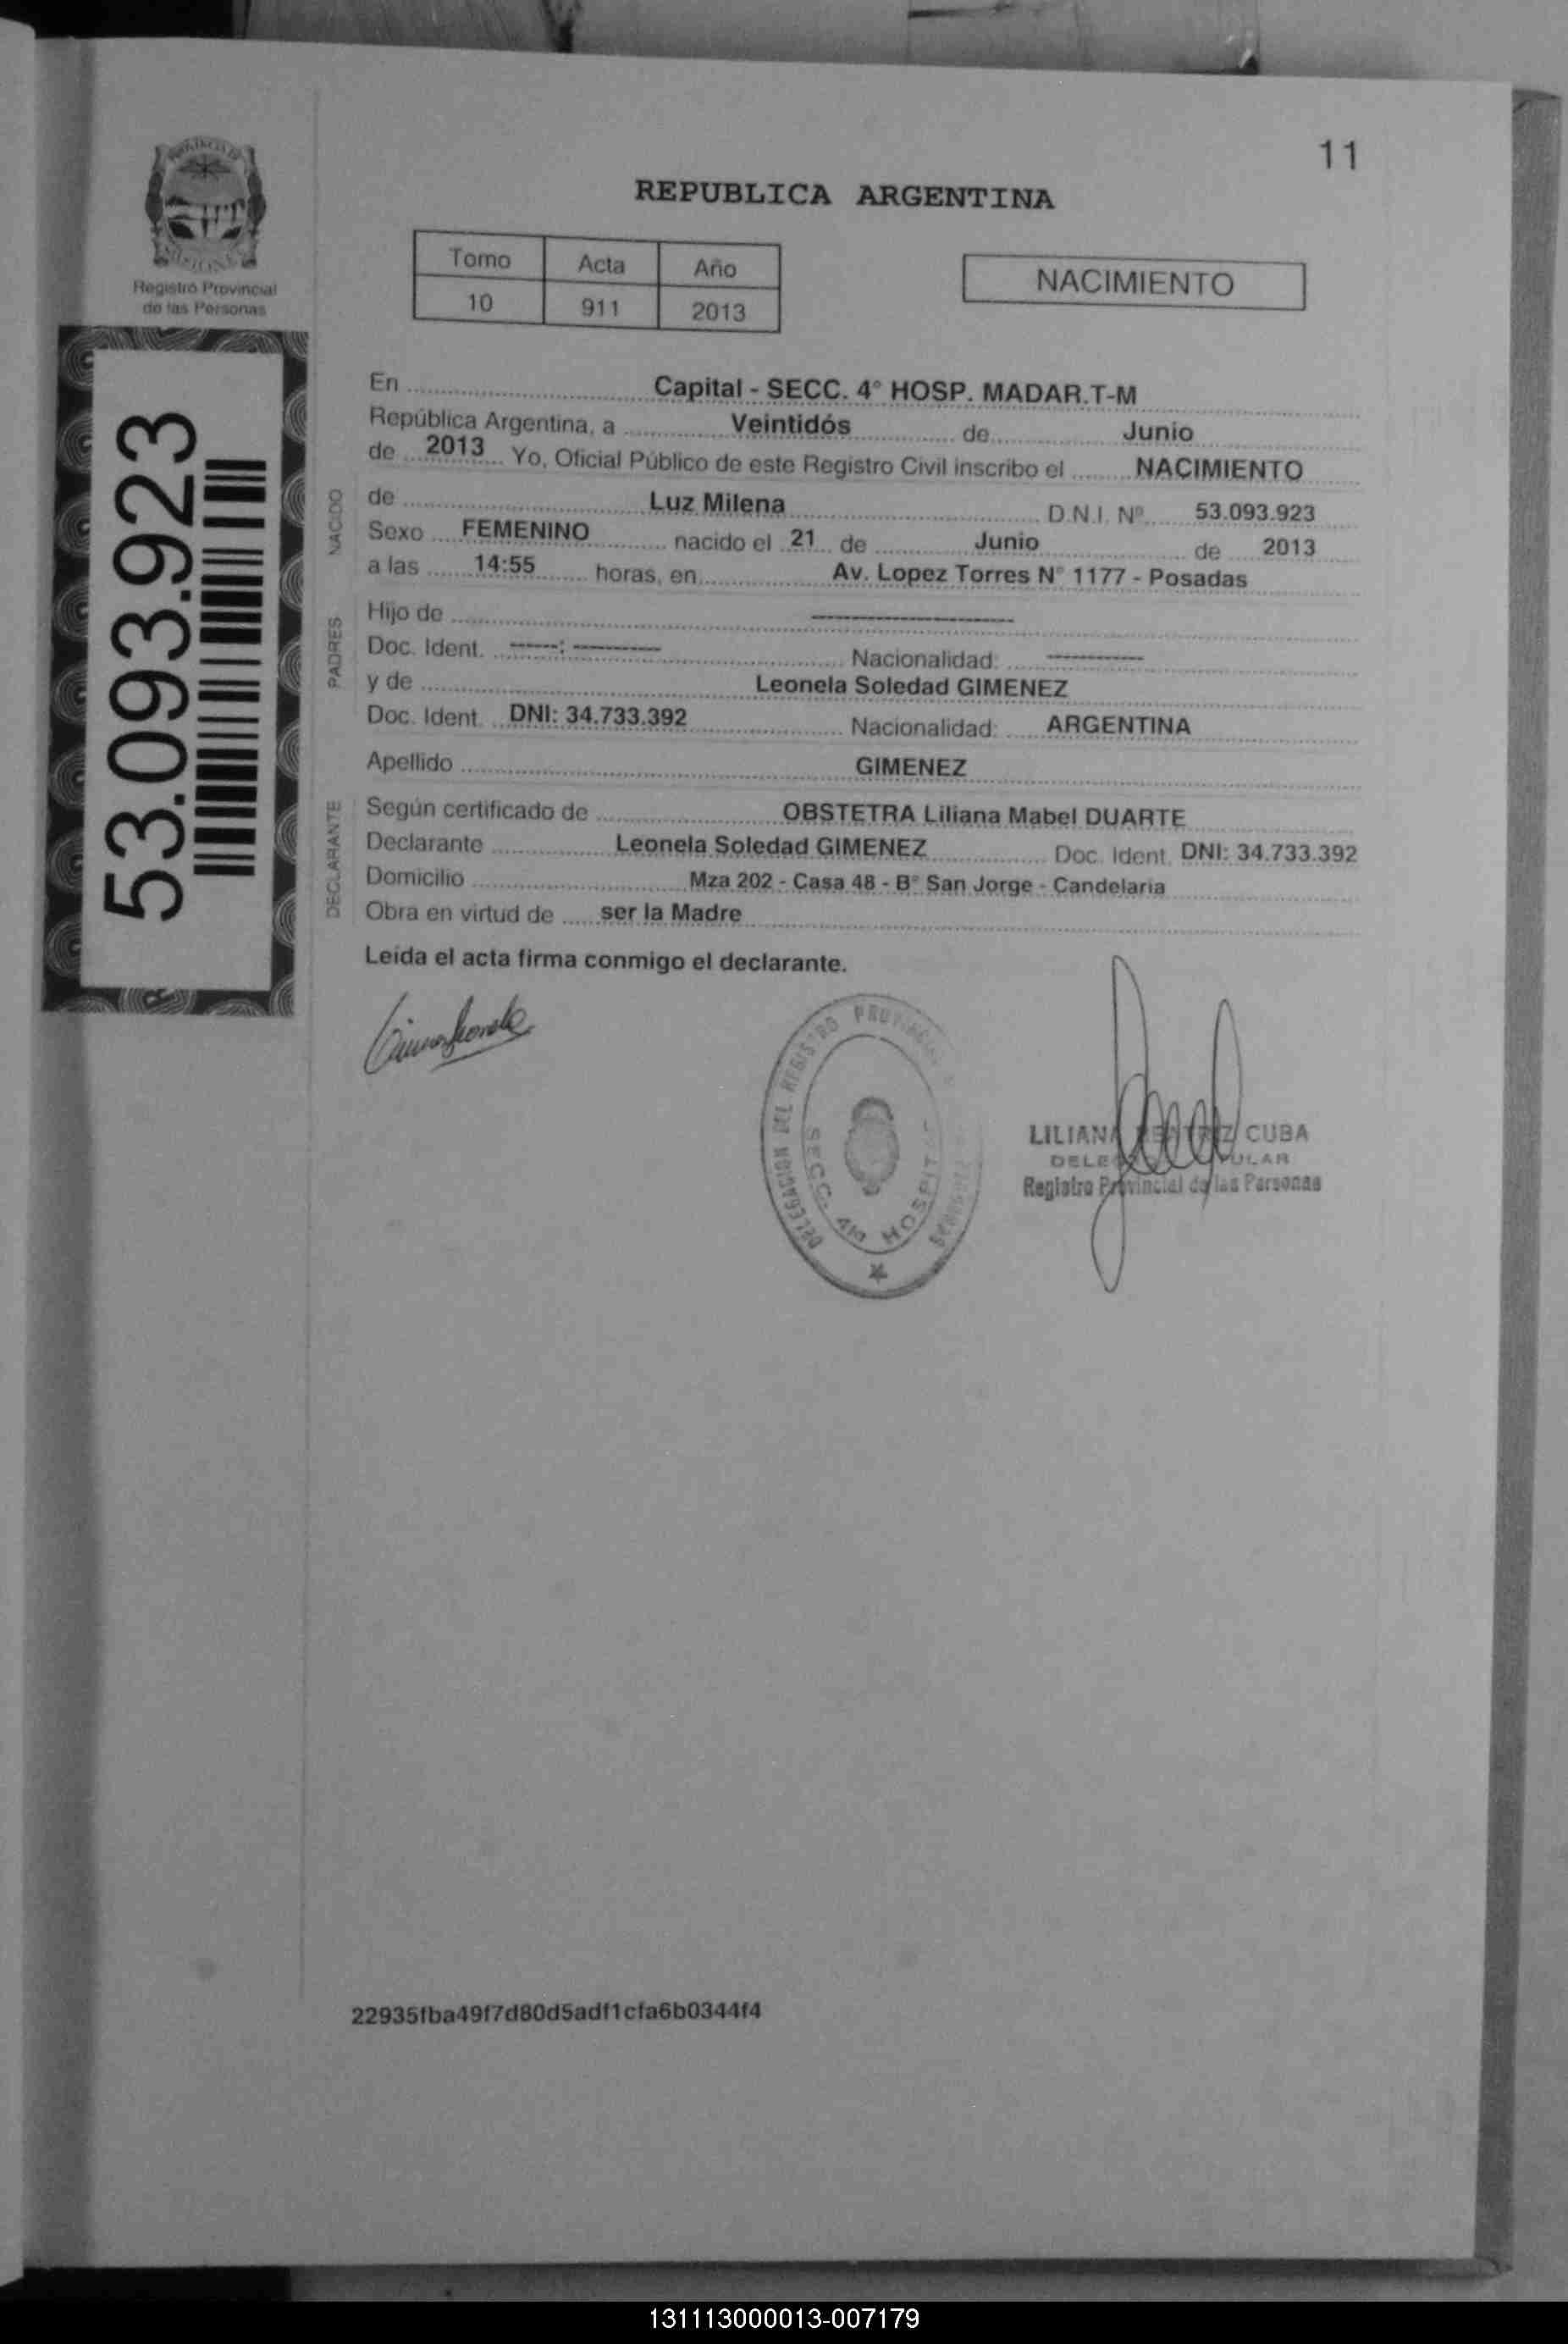 11
REPUBLICA ARGENTINA
Registro Provincial
de las Personas
Tomo Acta Año
10 911 2013
NACIMIENTO
53.093.923
En Capital - SECC. 4° HOSP. MADAR.T-M
República Argentina, a Veintidós de Junio
de 2013 Yo, Oficial Público de este Registro Civil inscribo el NACIMIENTO
NACIDO
de Luz Milena D.N.I. Nº 53.093.923
Sexo FEMENINO nacido el 21 de Junio de 2013
a las 14:55 horas, en Av. Lopez Torres N° 1177 - Posadas
PADRES
Hijo de --------------------
Doc. Ident. -----: --------- Nacionalidad: ----------
y de Leonela Soledad GIMENEZ
Doc. Ident. DNI: 34.733.392 Nacionalidad: ARGENTINA
Apellido GIMENEZ
DECLARANTE
Según certificado de OBSTETRA Liliana Mabel DUARTE
Declarante Leonela Soledad GIMENEZ Doc. Ident. DNI: 34.733.392
Domicilio Mza 202 - Casa 48 - B° San Jorge - Candelaria
Obra en virtud de ser la Madre
Leída el acta firma conmigo el declarante.
DELEGACION DEL REGISTRO
SECC. 4ta HOSPIT
LILIANA BEATRIZ CUBA
Registro Provincial de las Personas
22935fba49f7d80d5adf1cfa6b0344f4
131113000013-007179